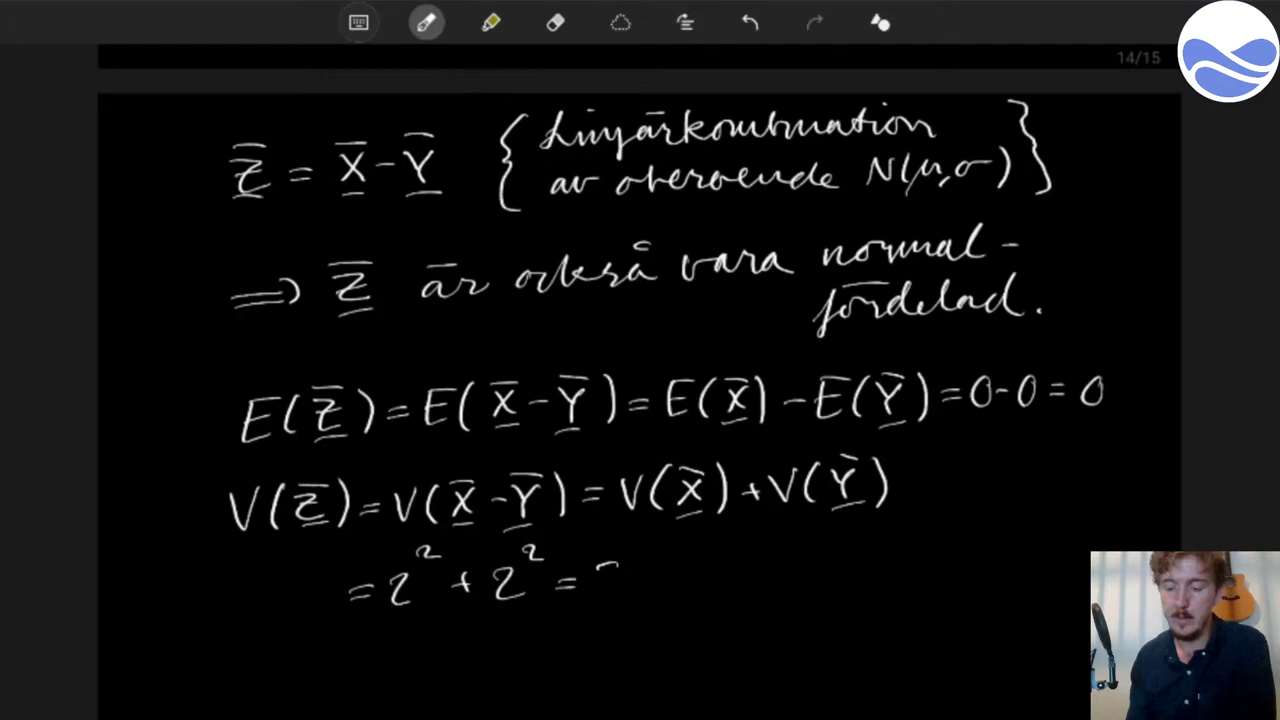 14/15
Z = X - Y { Linjärkombination
av oberoende N(μ,σ) }
=> Z är också vara normal-
fördelad.
E(Z) = E(X - Y) = E(X) - E(Y) = 0-0 = 0
V(Z) = V(X - Y) = V(X) + V(Y)
= 2² + 2² =